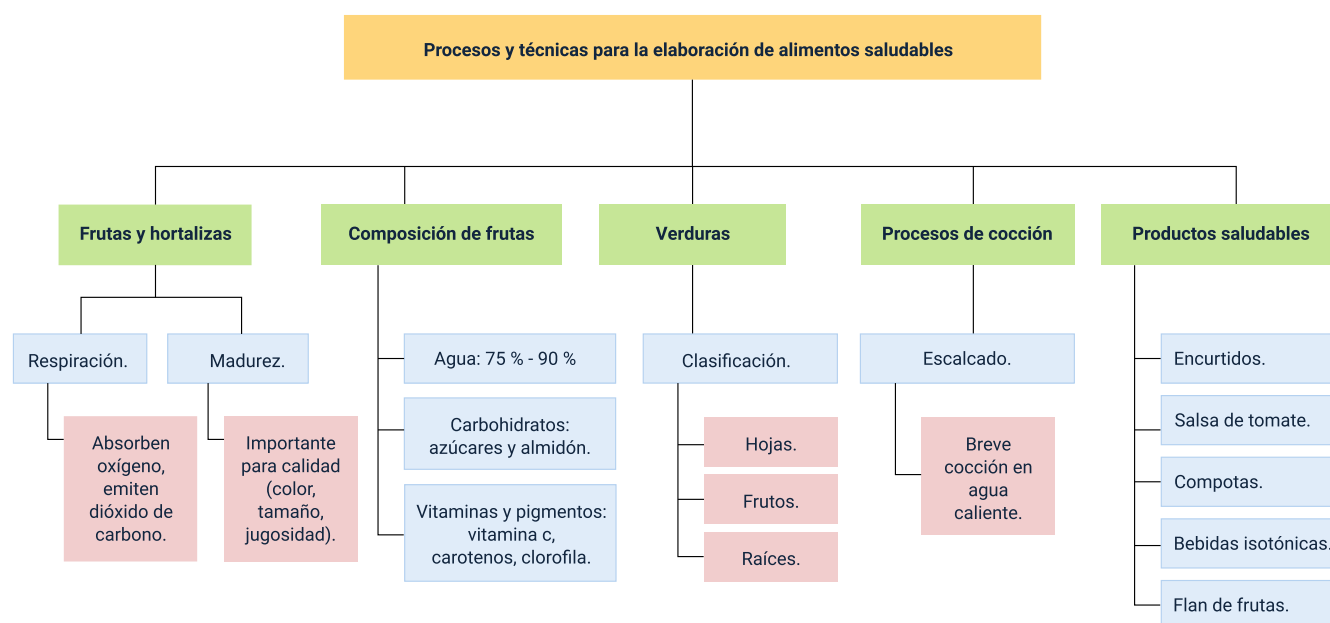 Procesos y técnicas para la elaboración de alimentos saludables
Frutas y hortalizas
Composición de frutas
Verduras
Procesos de cocción
Productos saludables
Respiración.
Madurez.
Absorben
oxígeno,
emiten
dióxido de
carbono.
Importante
para calidad
(color,
tamaño,
jugosidad).
Agua: 75 % - 90 %
Carbohidratos:
azúcares y almidón.
Vitaminas y pigmentos:
vitamina c,
carotenos, clorofila.
Clasificación.
Hojas.
Frutos.
Raíces.
Escalcado.
Breve
cocción en
agua
caliente.
Encurtidos.
Salsa de tomate.
Compotas.
Bebidas isotónicas.
Flan de frutas.